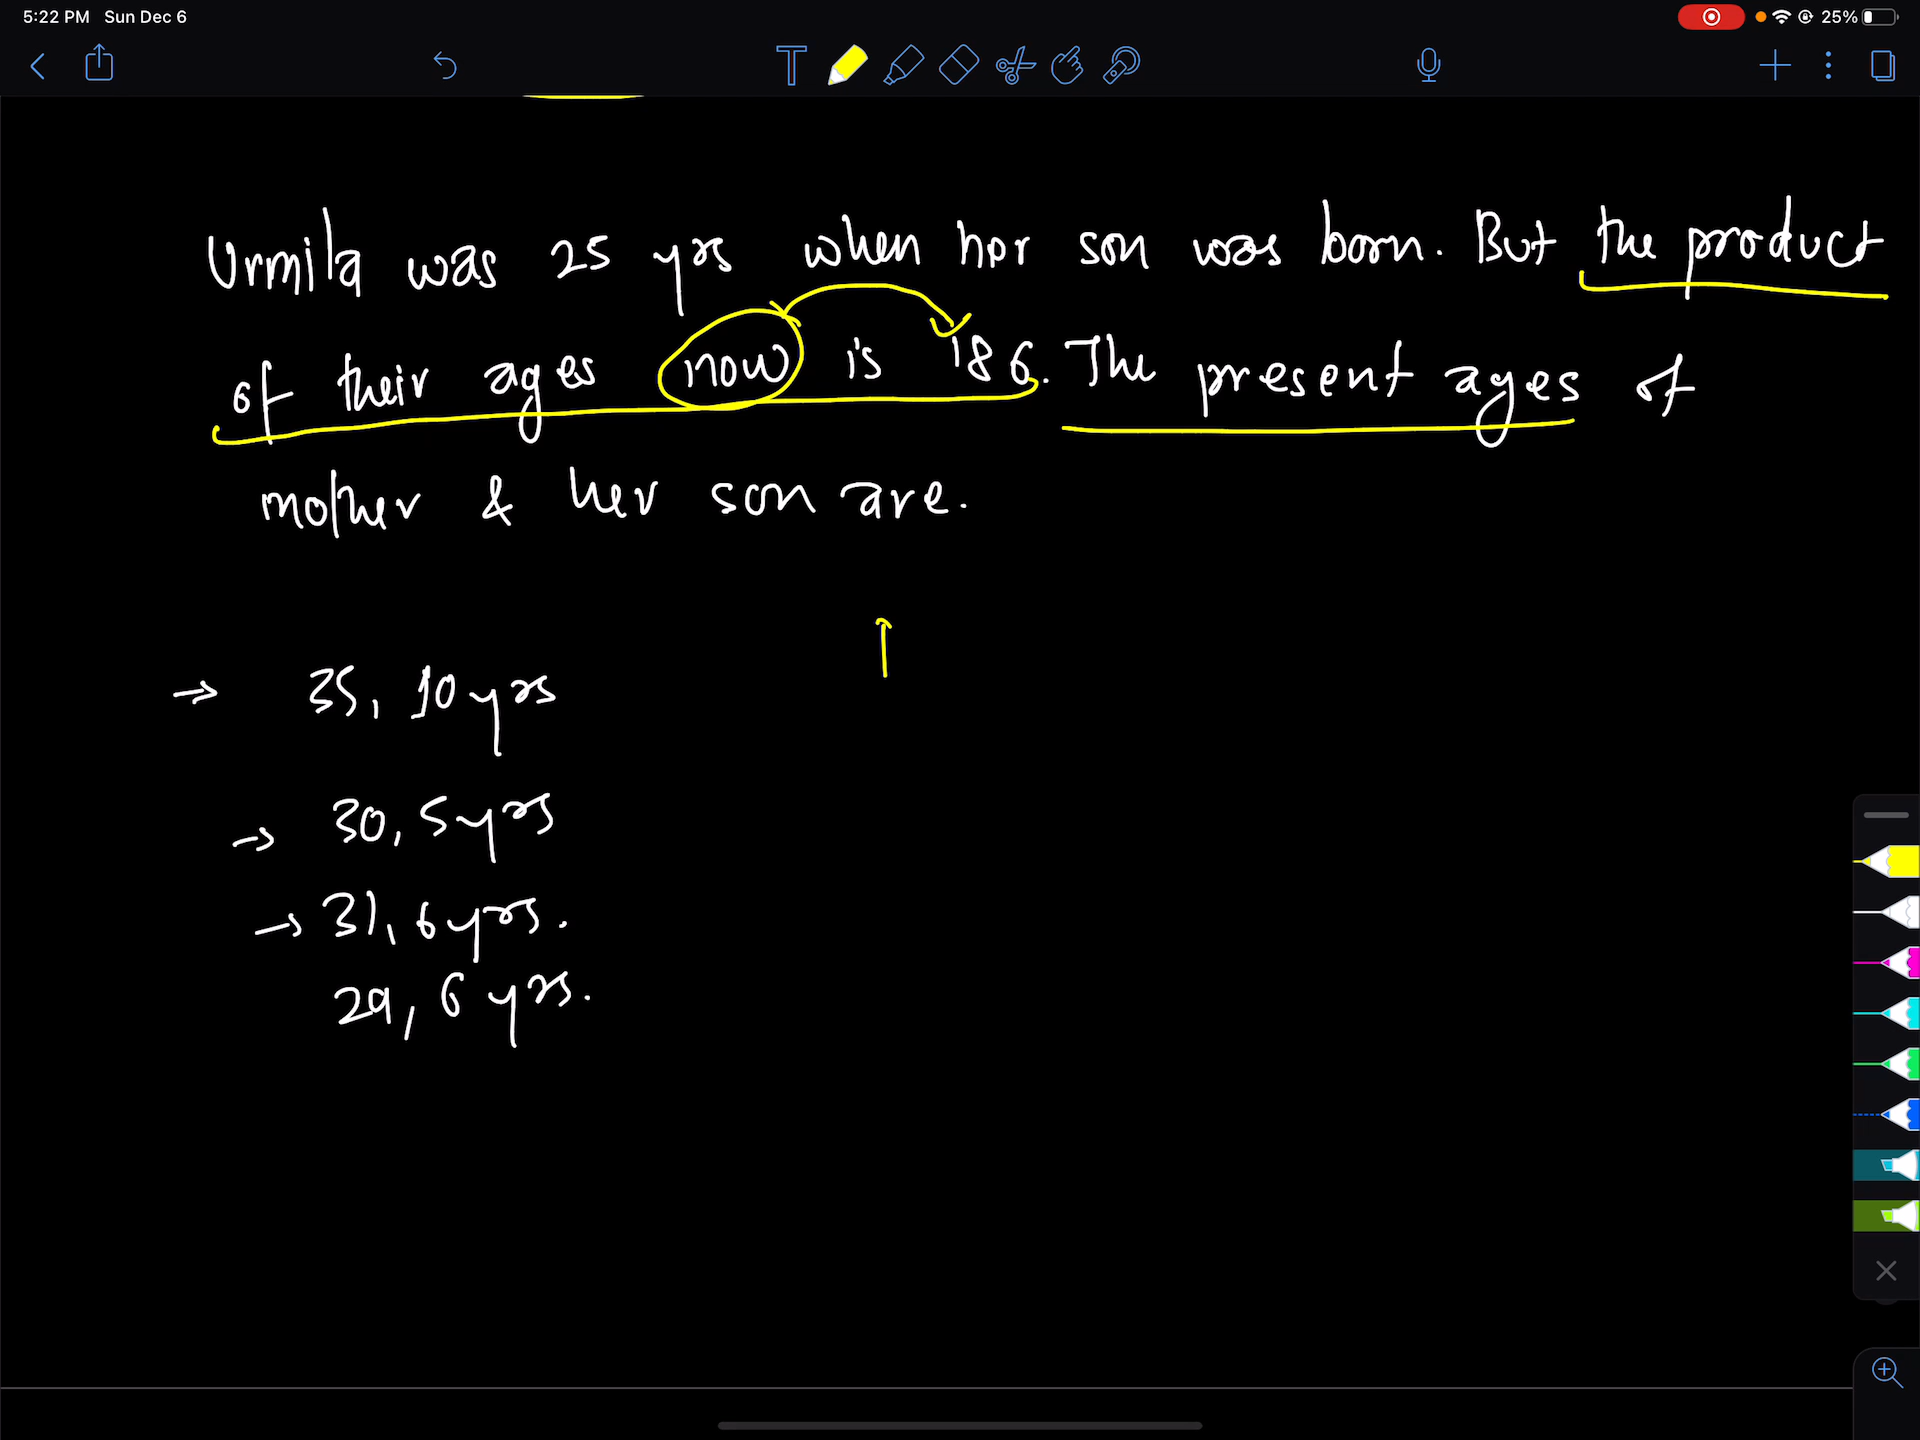 5:22 PM Sun Dec 6
25%
Urmila was 25 yrs when her son was born. But the product
of their ages now is 186. The present ages of
mother & her son are.
→ 35, 10 yrs
→ 30, 5 yrs
→ 31, 6 yrs.
29, 6 yrs.